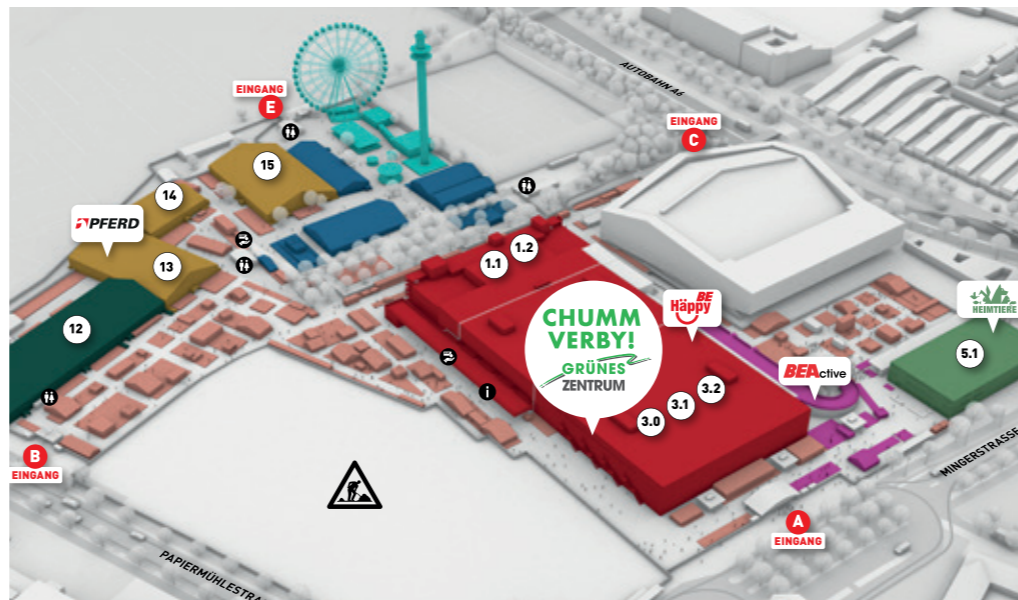 AUTOBAHN A6
EINGANG
E
EINGANG
C
15
14
PFERD
13
12
1.1
1.2
BE
Häppy
CHUMM
VERBY!
GRÜNES
ZENTRUM
HEIMTIERE
5.1
BEActive
3.2
3.1
3.0
i
B
EINGANG
MINGERSTRASSE
A
EINGANG
PAPIERMÜHLESTRA